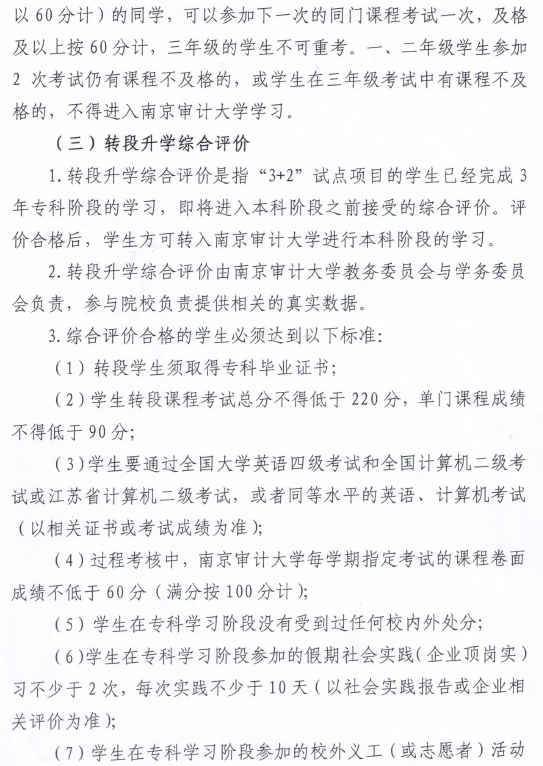 以 60 分计）的同学，可以参加下一次的同门课程考试一次，及格
及以上按 60 分计，三年级的学生不可重考。一、二年级学生参加
2 次考试仍有课程不及格的，或学生在三年级考试中有课程不及
格的，不得进入南京审计大学学习。
（三）转段升学综合评价
1. 转段升学综合评价是指“3+2”试点项目的学生已经完成 3
年专科阶段的学习，即将进入本科阶段之前接受的综合评价。评
价合格后，学生方可转入南京审计大学进行本科阶段的学习。
2. 转段升学综合评价由南京审计大学教务委员会与学务委员
会负责，参与院校负责提供相关的真实数据。
3. 综合评价合格的学生必须达到以下标准：
（1）转段学生须取得专科毕业证书；
（2）学生转段课程考试总分不得低于 220 分，单门课程成绩
不得低于 90 分；
（3）学生要通过全国大学英语四级考试和全国计算机二级考
试或江苏省计算机二级考试，或者同等水平的英语、计算机考试
（以相关证书或考试成绩为准）；
（4）过程考核中，南京审计大学每学期指定考试的课程卷面
成绩不低于 60 分（满分按 100 分计）；
（5）学生在专科学习阶段没有受到过任何校内外处分；
（6）学生在专科学习阶段参加的假期社会实践（企业顶岗实）
习不少于 2 次，每次实践不少于 10 天（以社会实践报告或企业相
关评价为准）；
（7）学生在专科学习阶段参加的校外义工（或志愿者）活动